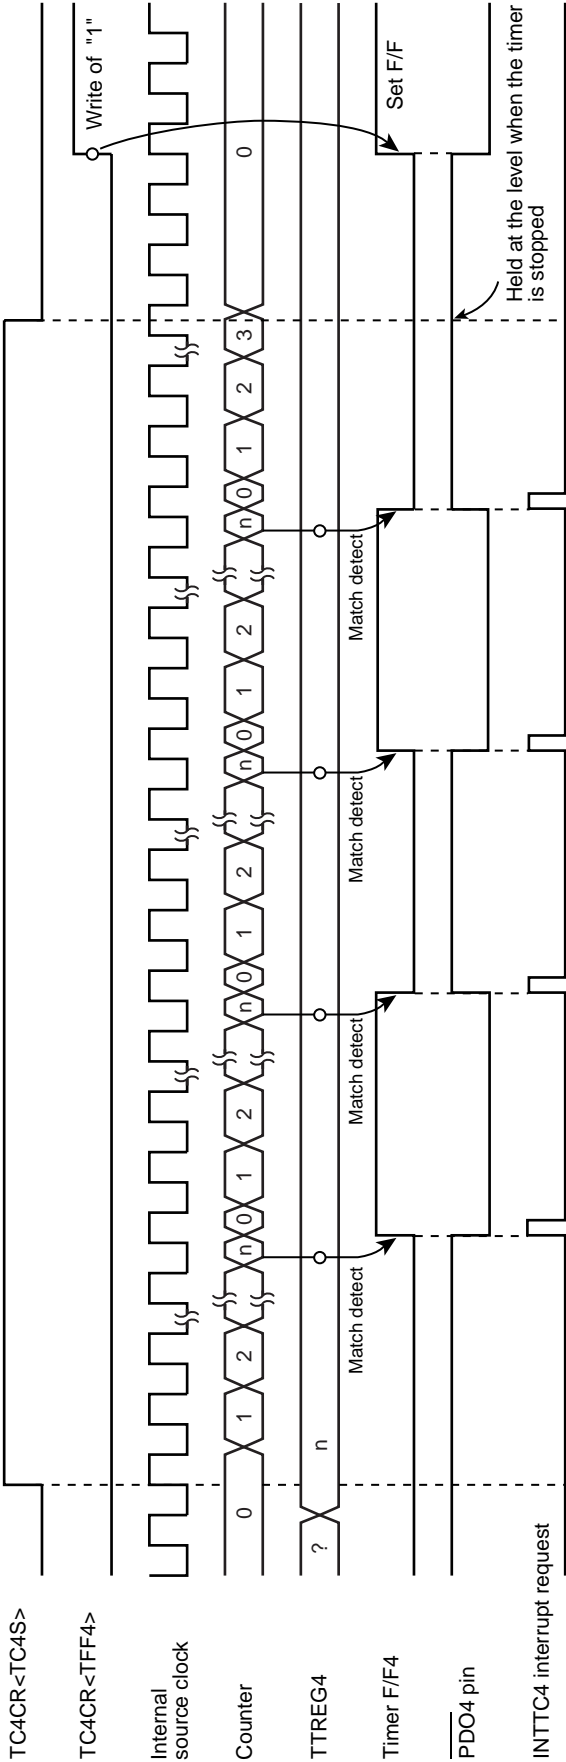 TC4CR<TC4S>
TC4CR<TFF4>
Write of "1"
Internal
source clock
Counter
0
1
2
n
0
1
2
n
0
1
2
n
0
1
2
n
0
1
2
3
0
TTREG4
?
n
Match detect
Match detect
Match detect
Match detect
Timer F/F4
Set F/F
PDO4 pin
Held at the level when the timer
is stopped
INTTC4 interrupt request